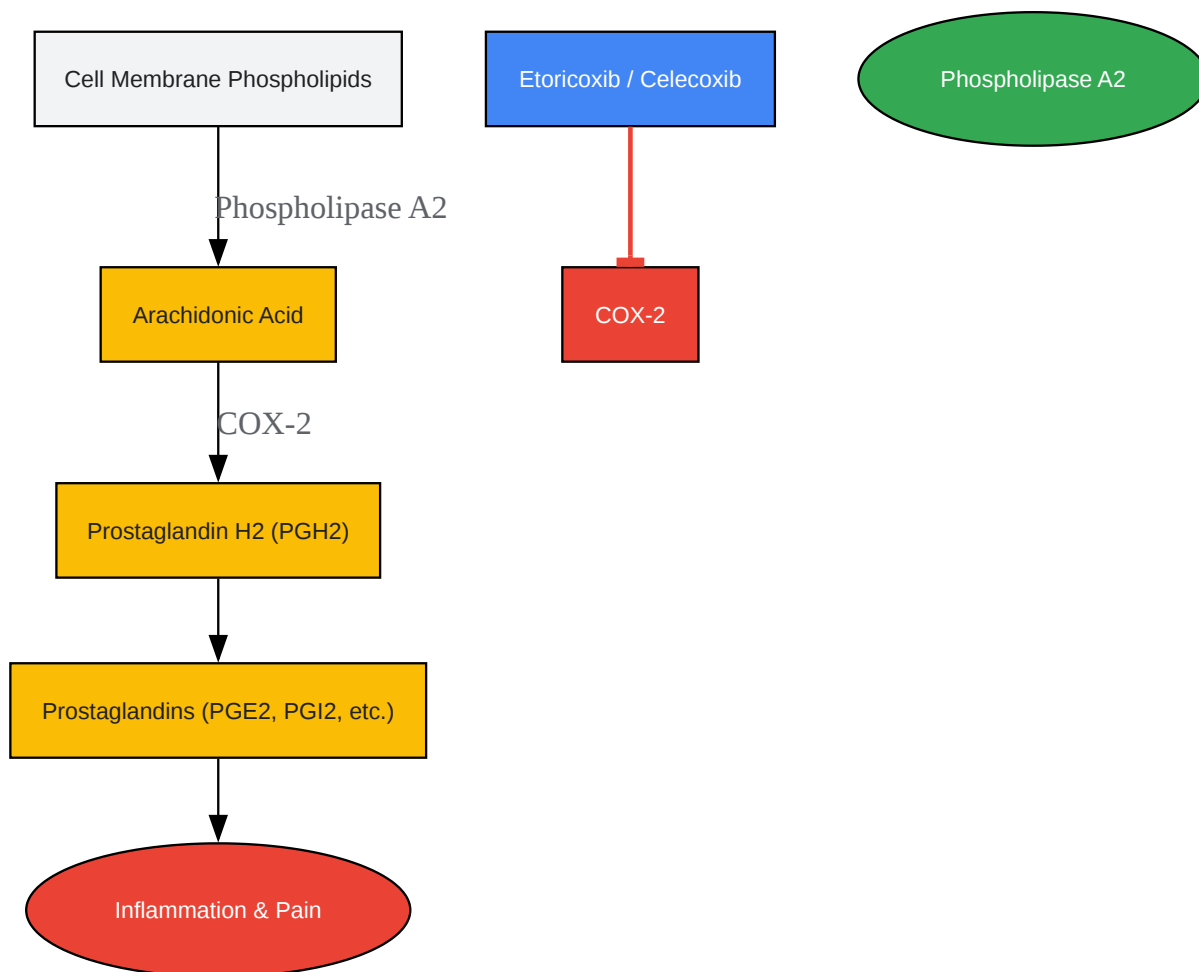 Cell Membrane Phospholipids
Etoricoxib / Celecoxib
Phospholipase A2
Phospholipase A2
Arachidonic Acid
COX-2
COX-2
Prostaglandin H2 (PGH2)
Prostaglandins (PGE2, PGI2, etc.)
Inflammation & Pain